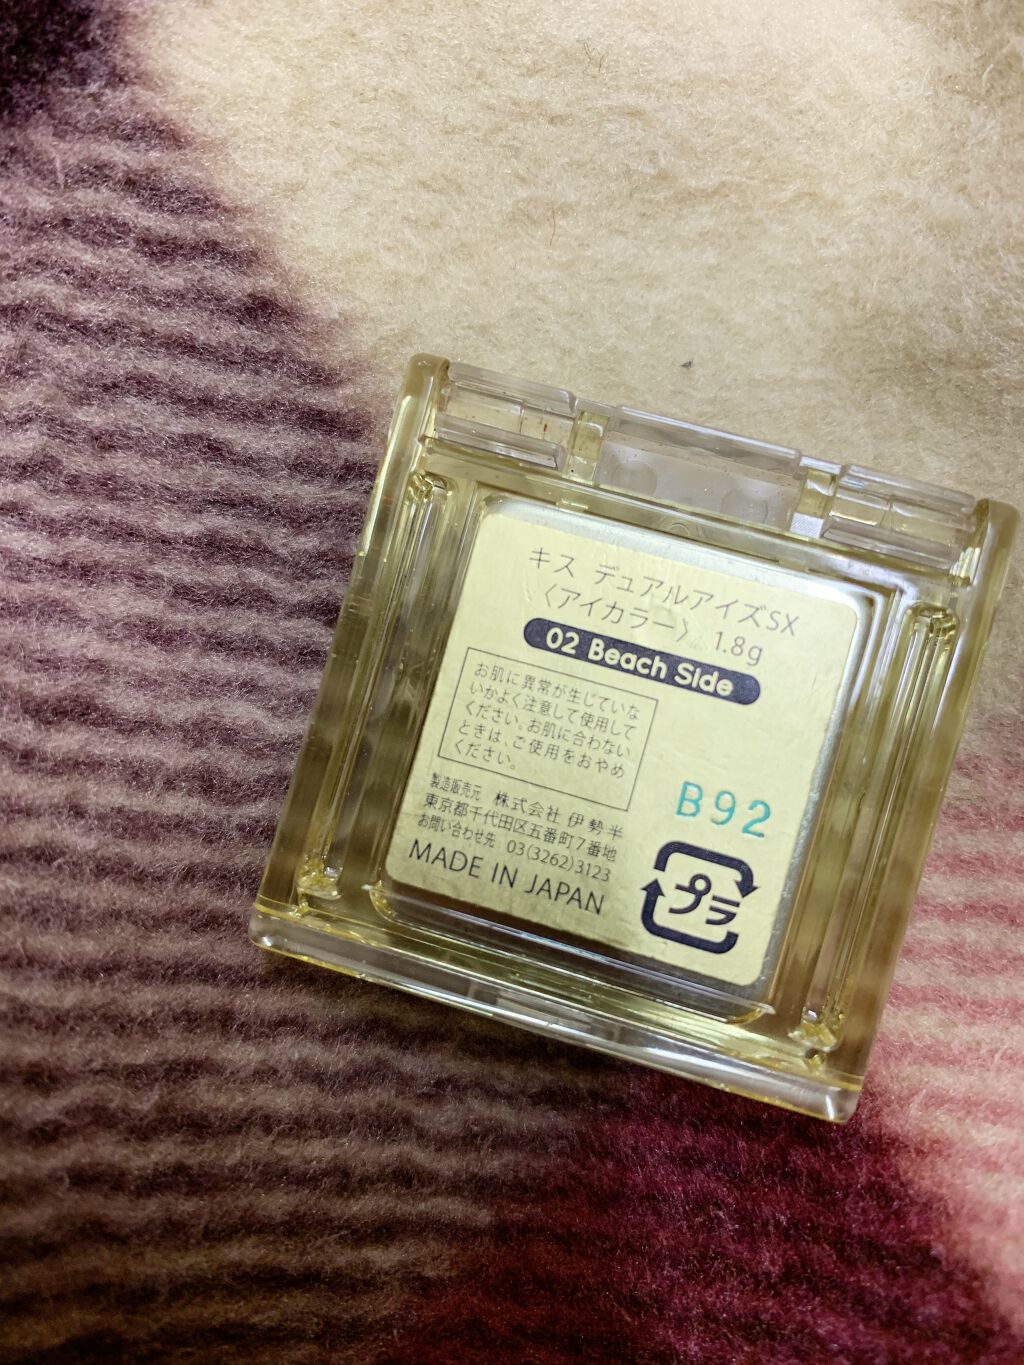 キス デュアルアイズSX
〈アイカラー〉 1.8g
02 Beach Side
お肌に異常が生じていな
いかよく注意して使用して
ください。お肌に合わない
ときは、ご使用をおやめ
ください。
製造販売元 株式会社 伊勢半
東京都千代田区五番町7番地
お問い合わせ先 03(3262)3123
MADE IN JAPAN
B92
プラ